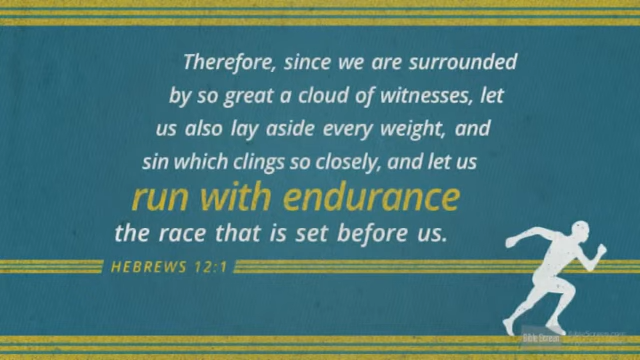 Therefore, since we are surrounded
by so great a cloud of witnesses, let
us also lay aside every weight, and
sin which clings so closely, and let us
run with endurance
the race that is set before us.
HEBREWS 12:1
Bible Stream